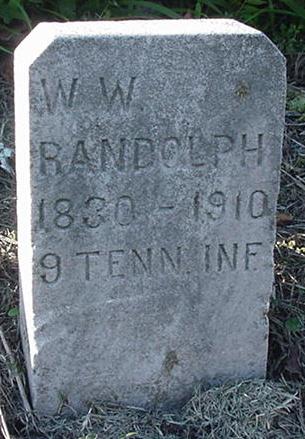 W. W.
RANDOLPH
1830 - 1910
9 TENN. INF.